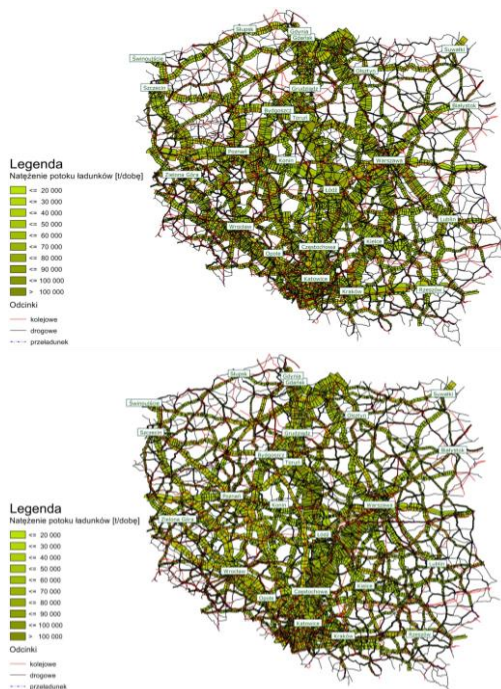 Słupsk
Gdynia
Gdańsk
Suwałki
Świnoujście
Olsztyn
Szczecin
Grudziądz
Białystok
Bydgoszcz
Toruń
Poznań
Konin
Warszawa
Zielona Góra
Łódź
Lublin
Wrocław
Kielce
Częstochowa
Opole
Katowice
Kraków
Rzeszów
Legenda
Natężenie potoku ładunków [t/dobę]
<= 20 000
<= 30 000
<= 40 000
<= 50 000
<= 60 000
<= 70 000
<= 80 000
<= 90 000
<= 100 000
> 100 000
Odcinki
kolejowe
drogowe
przeładunek
Słupsk
Gdynia
Gdańsk
Suwałki
Świnoujście
Olsztyn
Szczecin
Grudziądz
Białystok
Bydgoszcz
Toruń
Poznań
Konin
Warszawa
Zielona Góra
Łódź
Lublin
Wrocław
Kielce
Częstochowa
Opole
Katowice
Kraków
Rzeszów
Legenda
Natężenie potoku ładunków [t/dobę]
<= 20 000
<= 30 000
<= 40 000
<= 50 000
<= 60 000
<= 70 000
<= 80 000
<= 90 000
<= 100 000
> 100 000
Odcinki
kolejowe
drogowe
przeładunek